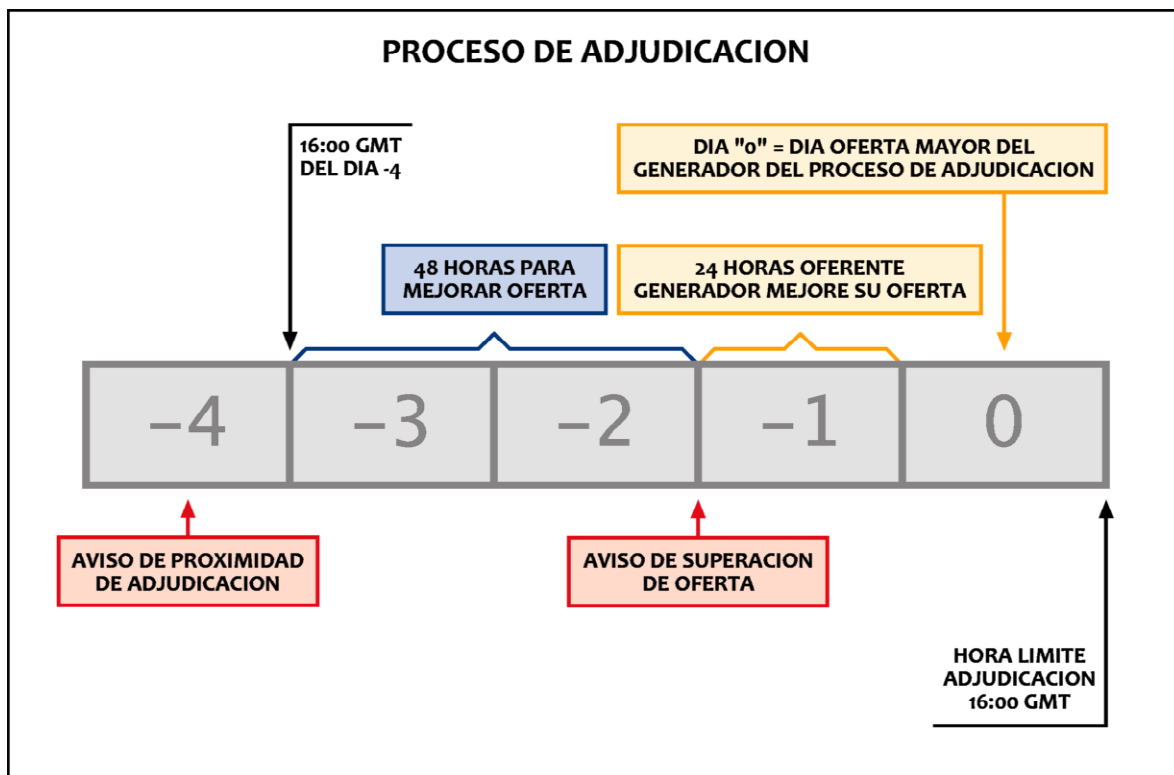 PROCESO DE ADJUDICACION
16:00 GMT
DEL DIA -4
DIA "0" = DIA OFERTA MAYOR DEL
GENERADOR DEL PROCESO DE ADJUDICACION
48 HORAS PARA
MEJORAR OFERTA
24 HORAS OFERENTE
GENERADOR MEJORE SU OFERTA
-4
-3
-2
-1
0
AVISO DE PROXIMIDAD
DE ADJUDICACION
AVISO DE SUPERACION
DE OFERTA
HORA LIMITE
ADJUDICACION
16:00 GMT